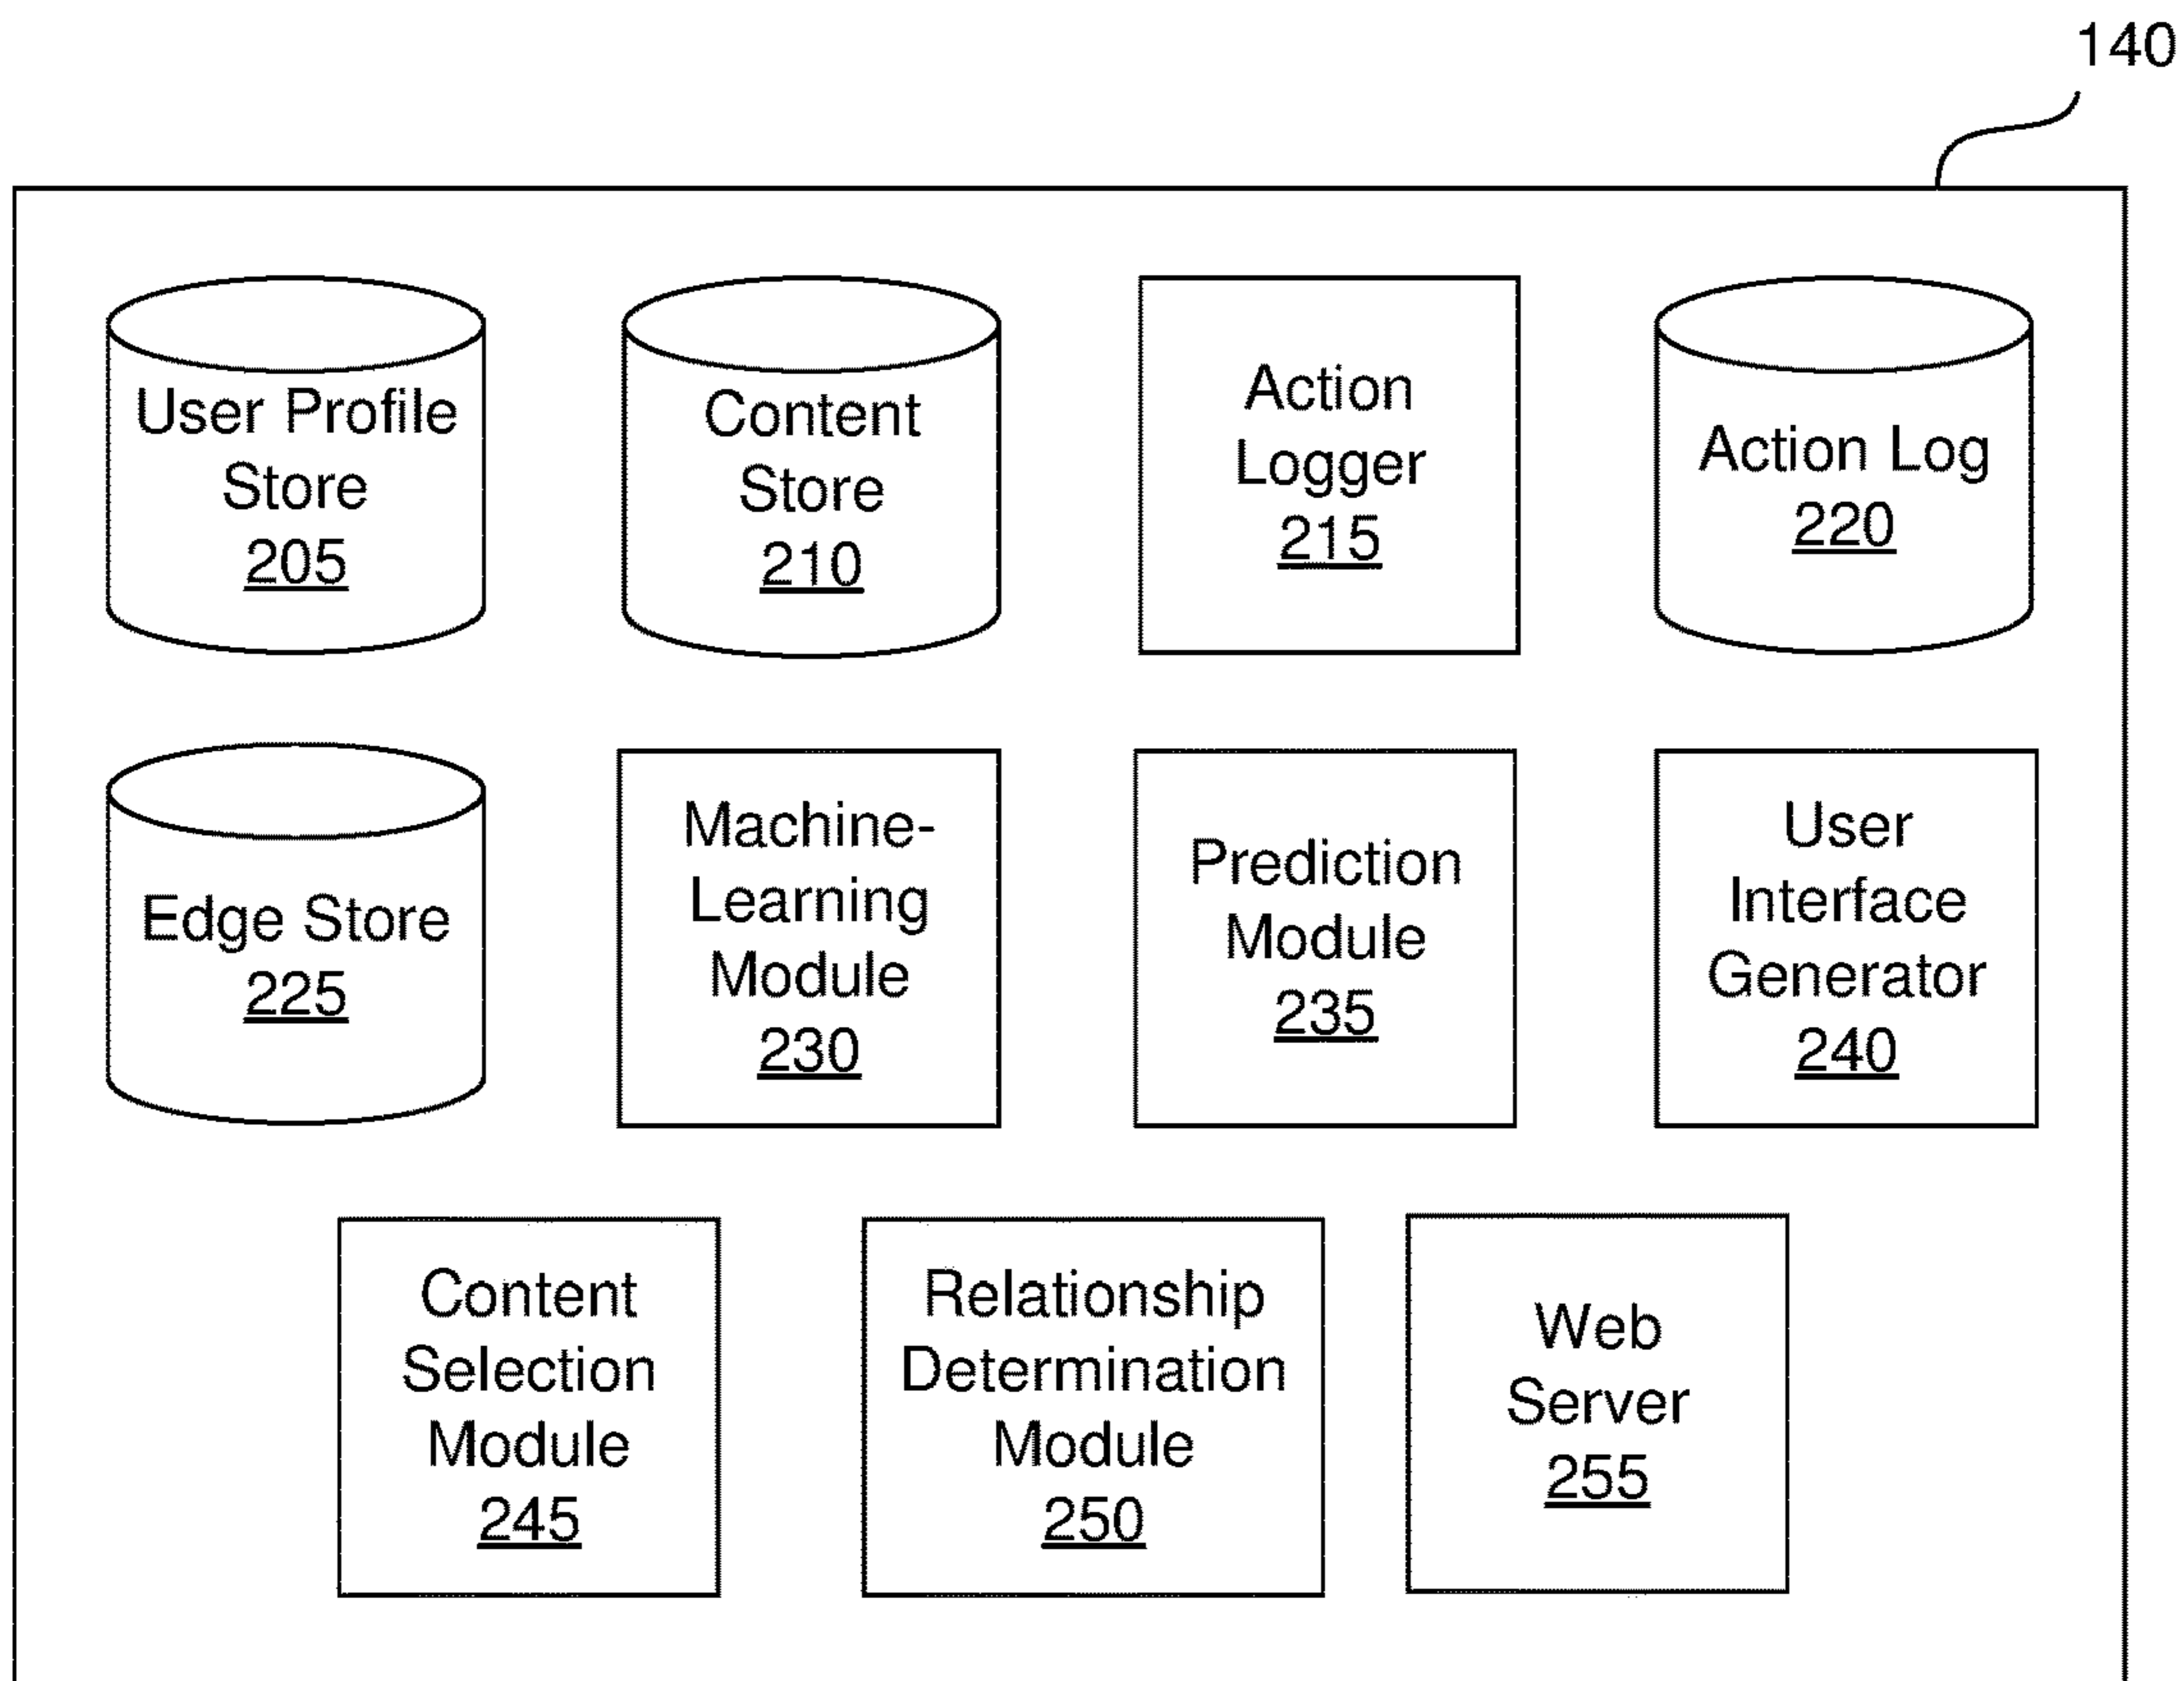 140
User Profile
Store
205
Content
Store
210
Action
Logger
215
Action Log
220
Edge Store
225
Machine-
Learning
Module
230
Prediction
Module
235
User
Interface
Generator
240
Content
Selection
Module
245
Relationship
Determination
Module
250
Web
Server
255